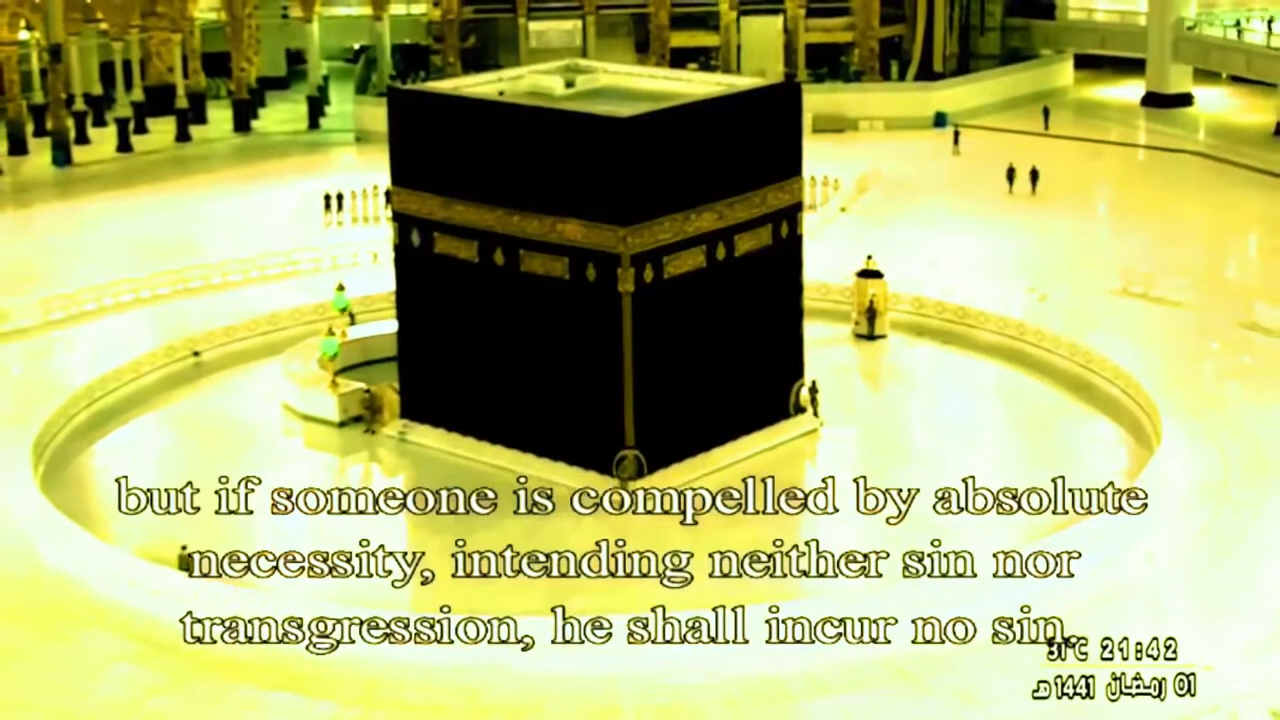 but if someone is compelled by absolute
necessity, intending neither sin nor
transgression, he shall incur no sin.
31°C 21:42
01 رمضان 1441 هـ